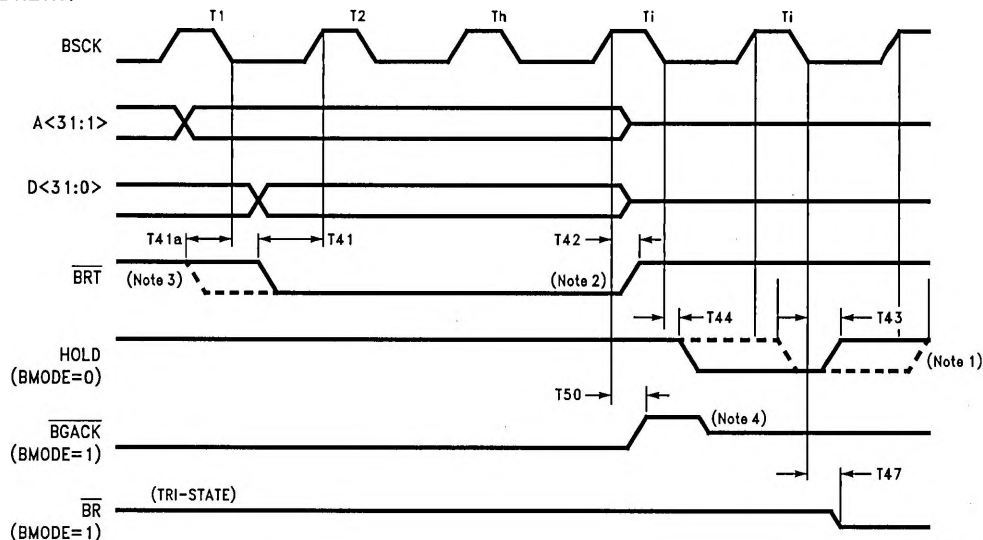 T1 T2 Th Ti Ti
BSCK
A<31:1>
D<31:0>
T41a T41 T42
BRT (Note 3) (Note 2)
T44 T43
HOLD
(BMODE=0)
(Note 1)
T50
BGACK
(BMODE=1)
(Note 4)
T47
(TRI-STATE)
BR
(BMODE=1)